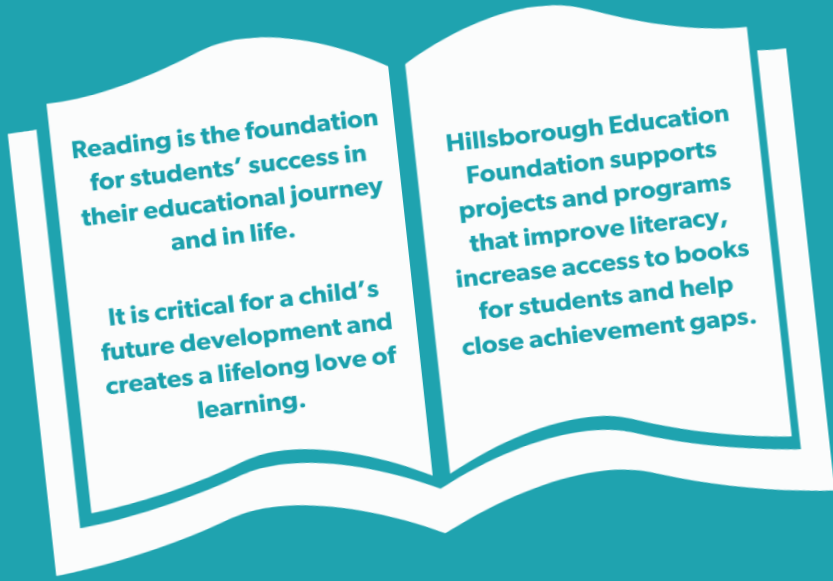 Reading is the foundation
for students’ success in
their educational journey
and in life.
It is critical for a child’s
future development and
creates a lifelong love of
learning.
Hillsborough Education
Foundation supports
projects and programs
that improve literacy,
increase access to books
for students and help
close achievement gaps.